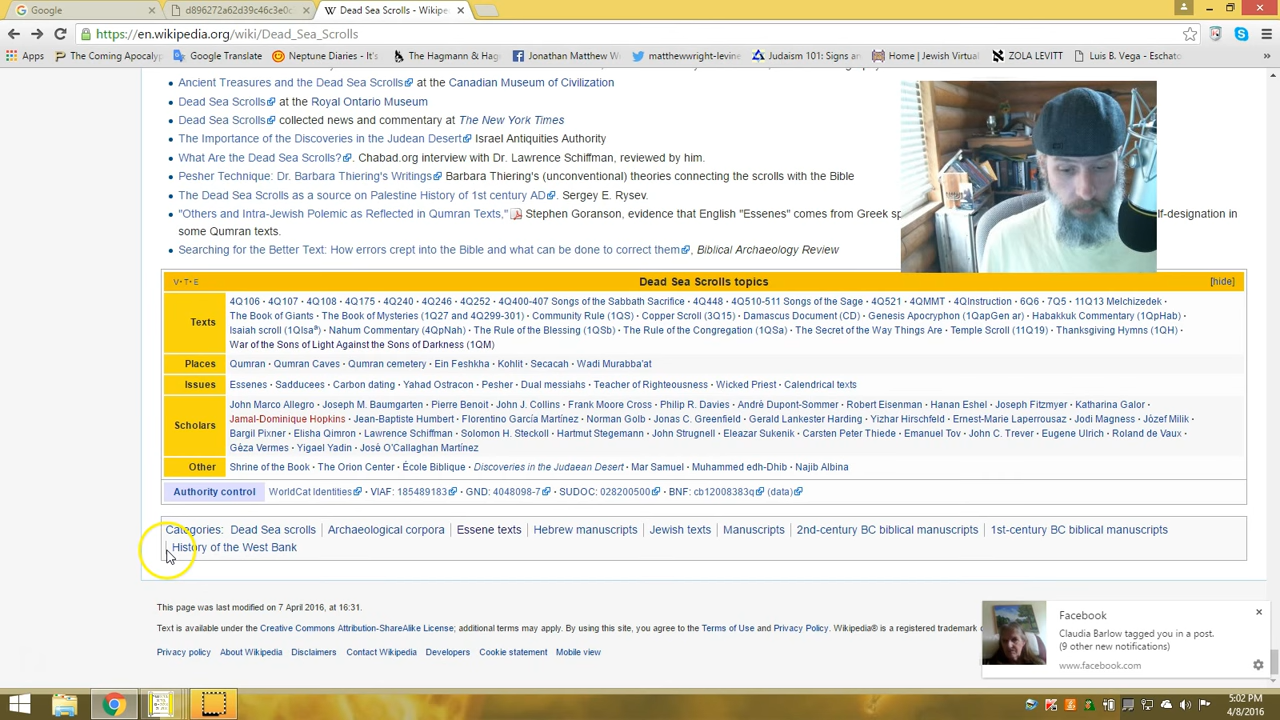 Google
d896272a62d39c46c3e0c
Dead Sea Scrolls - Wikipe
https://en.wikipedia.org/wiki/Dead_Sea_Scrolls
Apps The Coming Apocaly Bible Gateway Neptune Diaries - It's The Hagmann & Hag Jonathan Matthew W matthewwright-levin Judaism 101: Signs an Home | Jewish Virtu ZOLA LEVITT Luis B. Vega - Eschato
Ancient Treasures and the Dead Sea Scrolls at the Canadian Museum of Civilization
Dead Sea Scrolls at the Royal Ontario Museum
Dead Sea Scrolls collected news and commentary at The New York Times
The Importance of the Discoveries in the Judean Desert Israel Antiquities Authority
What Are the Dead Sea Scrolls?. Chabad.org interview with Dr. Lawrence Schiffman, reviewed by him.
Pesher Technique: Dr. Barbara Thiering's Writings Barbara Thiering's (unconventional) theories connecting the scrolls with the Bible
The Dead Sea Scrolls as a source on Palestine History of 1st century AD. Sergey E. Rysev.
"Others and Intra-Jewish Polemic as Reflected in Qumran Texts," Stephen Goranson, evidence that English "Essenes" comes from Greek elf-designation in
some Qumran texts.
Searching for the Better Text: How errors crept into the Bible and what can be done to correct them, Biblical Archaeology Review
V · T · E Dead Sea Scrolls topics [hide]
Texts 4Q106 · 4Q107 · 4Q108 · 4Q175 · 4Q240 · 4Q246 · 4Q252 · 4Q400-407 Songs of the Sabbath Sacrifice · 4Q448 · 4Q510-511 Songs of the Sage · 4Q521 · 4QMMT · 4QInstruction · 6Q6 · 7Q5 · 11Q13 Melchizedek ·
The Book of Giants · The Book of Mysteries (1Q27 and 4Q299-301) · Community Rule (1QS) · Copper Scroll (3Q15) · Damascus Document (CD) · Genesis Apocryphon (1QapGen ar) · Habakkuk Commentary (1QpHab) ·
Isaiah scroll (1QIsaª) · Nahum Commentary (4QpNah) · The Rule of the Blessing (1QSb) · The Rule of the Congregation (1QSa) · The Secret of the Way Things Are · Temple Scroll (11Q19) · Thanksgiving Hymns (1QH) ·
War of the Sons of Light Against the Sons of Darkness (1QM)
Places Qumran · Qumran Caves · Qumran cemetery · Ein Feshkha · Kohlit · Secacah · Wadi Murabba'at
Issues Essenes · Sadducees · Carbon dating · Yahad Ostracon · Pesher · Dual messiahs · Teacher of Righteousness · Wicked Priest · Calendrical texts
Scholars John Marco Allegro · Joseph M. Baumgarten · Pierre Benoit · John J. Collins · Frank Moore Cross · Philip R. Davies · André Dupont-Sommer · Robert Eisenman · Hanan Eshel · Joseph Fitzmyer · Katharina Galor ·
Jamal-Dominique Hopkins · Jean-Baptiste Humbert · Florentino García Martínez · Norman Golb · Jonas C. Greenfield · Gerald Lankester Harding · Yizhar Hirschfeld · Ernest-Marie Laperrousaz · Jodi Magness · Józef Milik ·
Bargil Pixner · Elisha Qimron · Lawrence Schiffman · Solomon H. Steckoll · Hartmut Stegemann · John Strugnell · Eleazar Sukenik · Carsten Peter Thiede · Emanuel Tov · John C. Trever · Eugene Ulrich · Roland de Vaux ·
Géza Vermes · Yigael Yadin · José O'Callaghan Martínez
Other Shrine of the Book · The Orion Center · École Biblique · Discoveries in the Judaean Desert · Mar Samuel · Muhammed edh-Dhib · Najib Albina
Authority control WorldCat Identities · VIAF: 185489183 · GND: 4048098-7 · SUDOC: 028200500 · BNF: cb12008383q (data)
Categories: Dead Sea scrolls | Archaeological corpora | Essene texts | Hebrew manuscripts | Jewish texts | Manuscripts | 2nd-century BC biblical manuscripts | 1st-century BC biblical manuscripts
| History of the West Bank
This page was last modified on 7 April 2016, at 16:31.
Text is available under the Creative Commons Attribution-ShareAlike License; additional terms may apply. By using this site, you agree to the Terms of Use and Privacy Policy. Wikipedia® is a registered trademark
Privacy policy About Wikipedia Disclaimers Contact Wikipedia Developers Cookie statement Mobile view
Facebook
Claudia Barlow tagged you in a post.
(9 other new notifications)
www.facebook.com
5:02 PM
4/8/2016